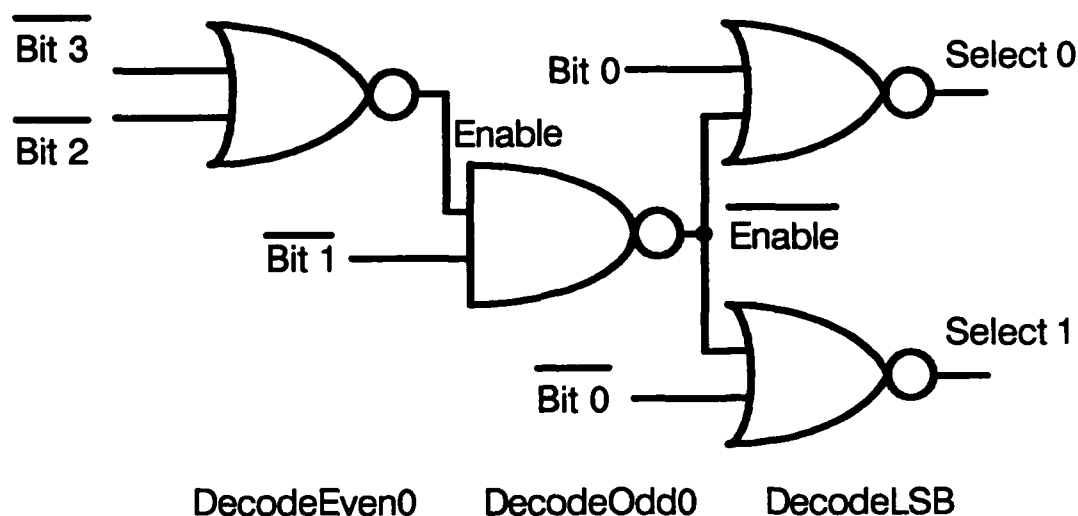 Bit 3
Bit 2
Bit 0
Select 0
Enable
Bit 1
Enable
Bit 0
Select 1
DecodeEven0 DecodeOdd0 DecodeLSB